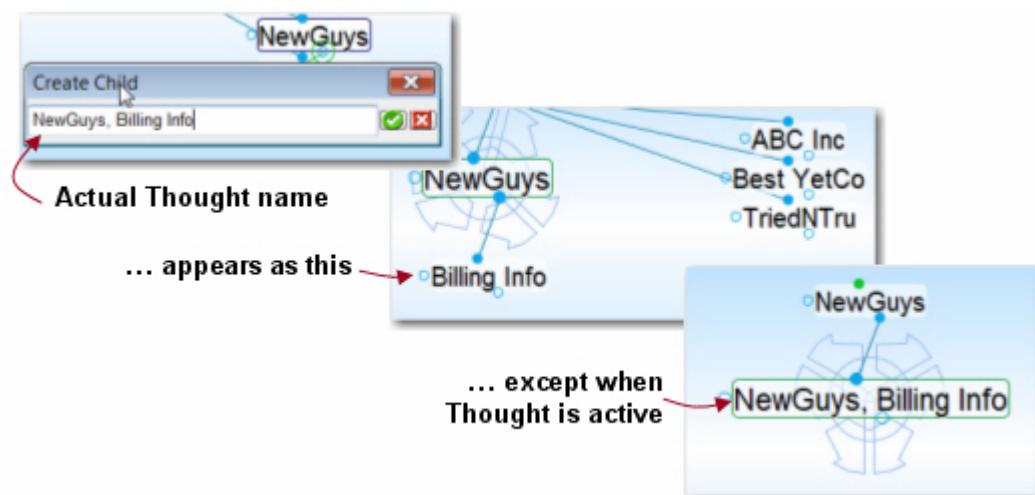 NewGuys
Create Child
NewGuys, Billing Info
Actual Thought name
NewGuys
ABC Inc
Best YetCo
TriedNTru
... appears as this
Billing Info
NewGuys
... except when
Thought is active
NewGuys, Billing Info